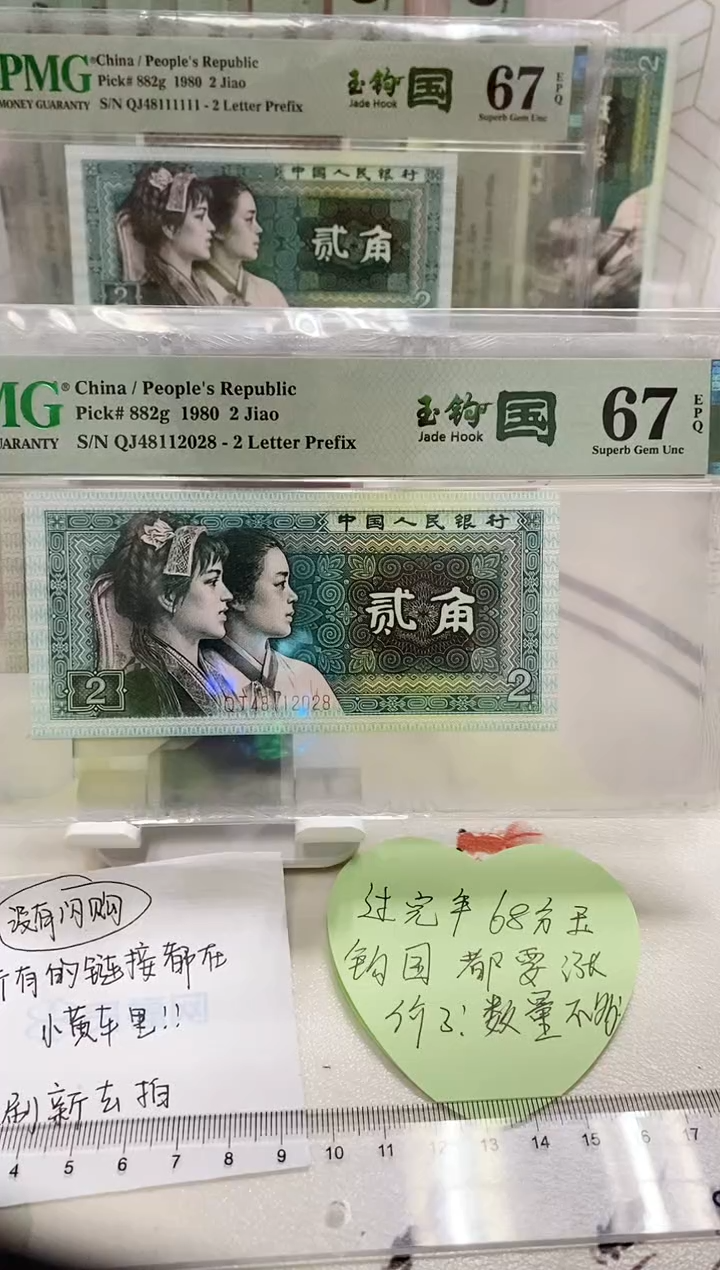 PMG China / People's Republic
Pick# 882g 1980 2 Jiao
MONEY GUARANTY S/N QJ48111111 - 2 Letter Prefix
玉钩国
Jade Hook
67
EPQ
Superb Gem Unc
2
中国人民银行
贰角
2
2
MG® China / People's Republic
Pick# 882g 1980 2 Jiao
ARANTY S/N QJ48112028 - 2 Letter Prefix
玉钩国
Jade Hook
67
EPQ
Superb Gem Unc
中国人民银行
贰角
2
QJ48112028
2
没有闪购
所有的链接都在
小黄车里!!
刷新去拍
过完年68分玉
钩国都要涨
价了!数量不多
4 5 6 7 8 9 10 11 12 13 14 15 6 17